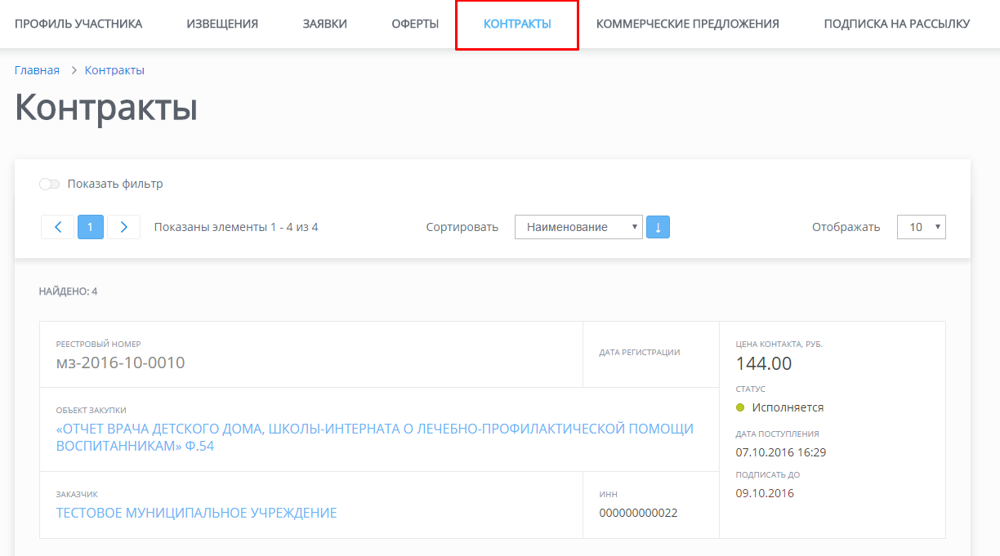 ПРОФИЛЬ УЧАСТНИКА ИЗВЕЩЕНИЯ ЗАЯВКИ ОФЕРТЫ КОНТРАКТЫ КОММЕРЧЕСКИЕ ПРЕДЛОЖЕНИЯ ПОДПИСКА НА РАССЫЛКУ
Главная > Контракты
Контракты
Показать фильтр
1 Показаны элементы 1 - 4 из 4 Сортировать Наименование ↓ Отображать 10
НАЙДЕНО: 4
РЕЕСТРОВЫЙ НОМЕР
мз-2016-10-0010
ДАТА РЕГИСТРАЦИИ
ОБЪЕКТ ЗАКУПКИ
«ОТЧЕТ ВРАЧА ДЕТСКОГО ДОМА, ШКОЛЫ-ИНТЕРНАТА О ЛЕЧЕБНО-ПРОФИЛАКТИЧЕСКОЙ ПОМОЩИ
ВОСПИТАННИКАМ» Ф.54
ЗАКАЗЧИК
ТЕСТОВОЕ МУНИЦИПАЛЬНОЕ УЧРЕЖДЕНИЕ
ИНН
000000000022
ЦЕНА КОНТАКТА, РУБ.
144.00
СТАТУС
Исполняется
ДАТА ПОСТУПЛЕНИЯ
07.10.2016 16:29
ПОДПИСАТЬ ДО
09.10.2016